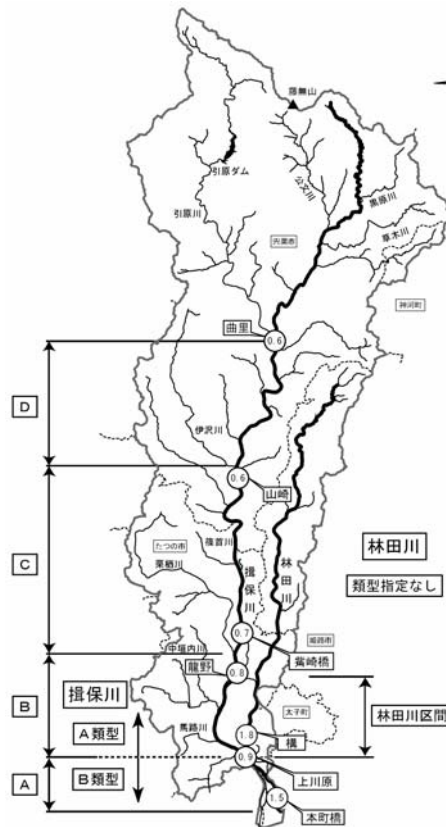 藤無山
引原ダム
公文川
黒原川
引原川
草木川
宍粟市
神河町
曲里
0.6
D
伊沢川
0.6
山崎
篠首川
林田川
たつの市
類型指定なし
栗栖川
揖保川
林田川
C
0.7
姫路市
中垣内川
觜崎橋
龍野
0.8
揖保川
太子町
B
林田川区間
A類型
馬路川
1.8
構
0.9
上川原
B類型
A
1.5
本町橋